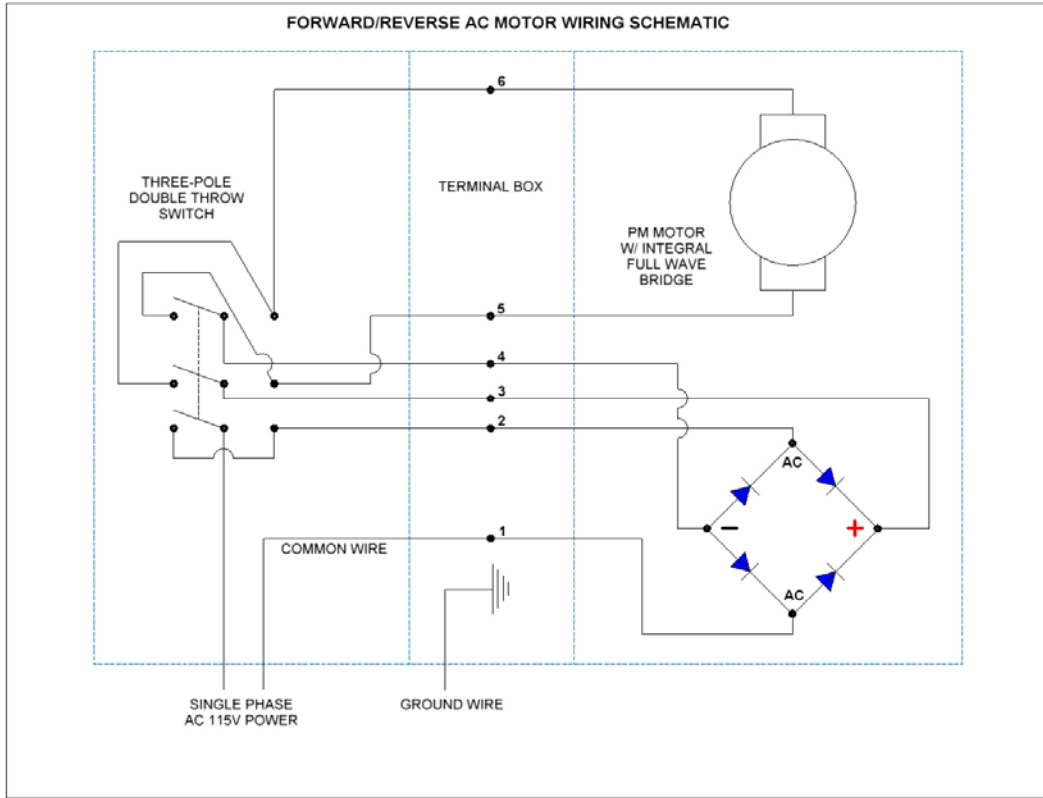 FORWARD/REVERSE AC MOTOR WIRING SCHEMATIC
6
THREE-POLE
DOUBLE THROW
SWITCH
TERMINAL BOX
PM MOTOR
W/ INTEGRAL
FULL WAVE
BRIDGE
5
4
3
2
AC
−
+
1
COMMON WIRE
AC
SINGLE PHASE
AC 115V POWER
GROUND WIRE